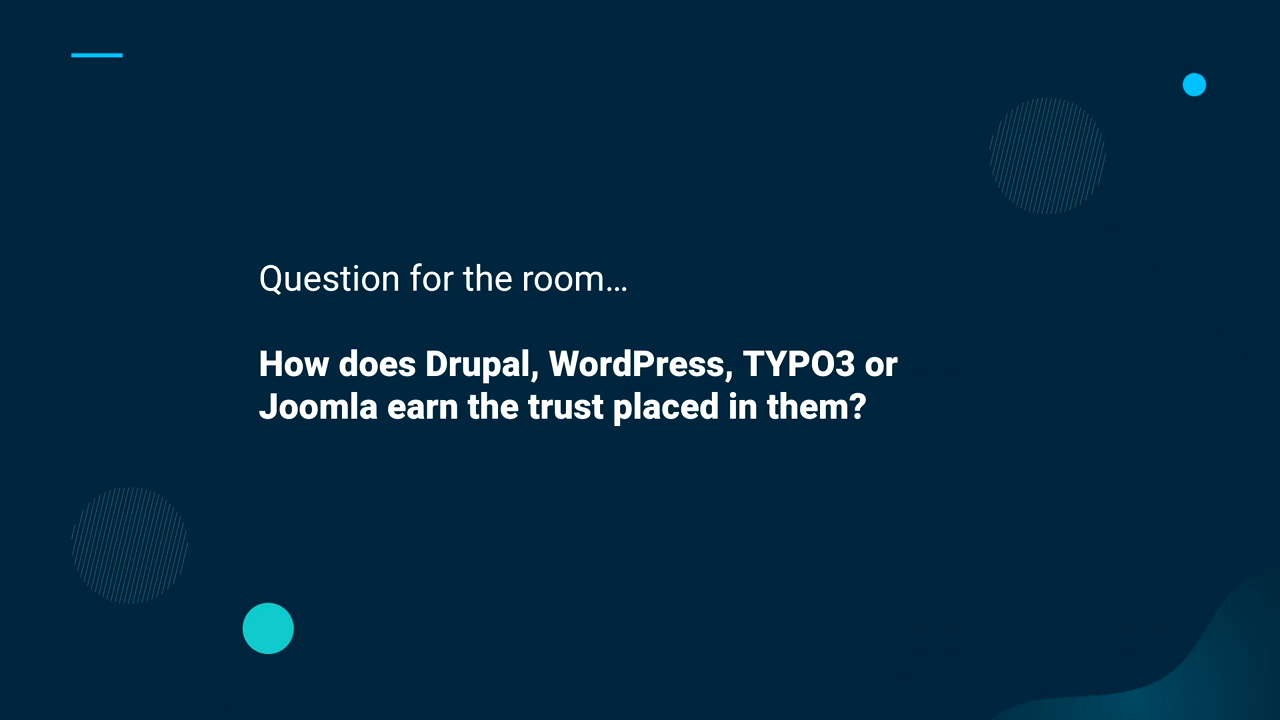 Question for the room…
How does Drupal, WordPress, TYPO3 or
Joomla earn the trust placed in them?